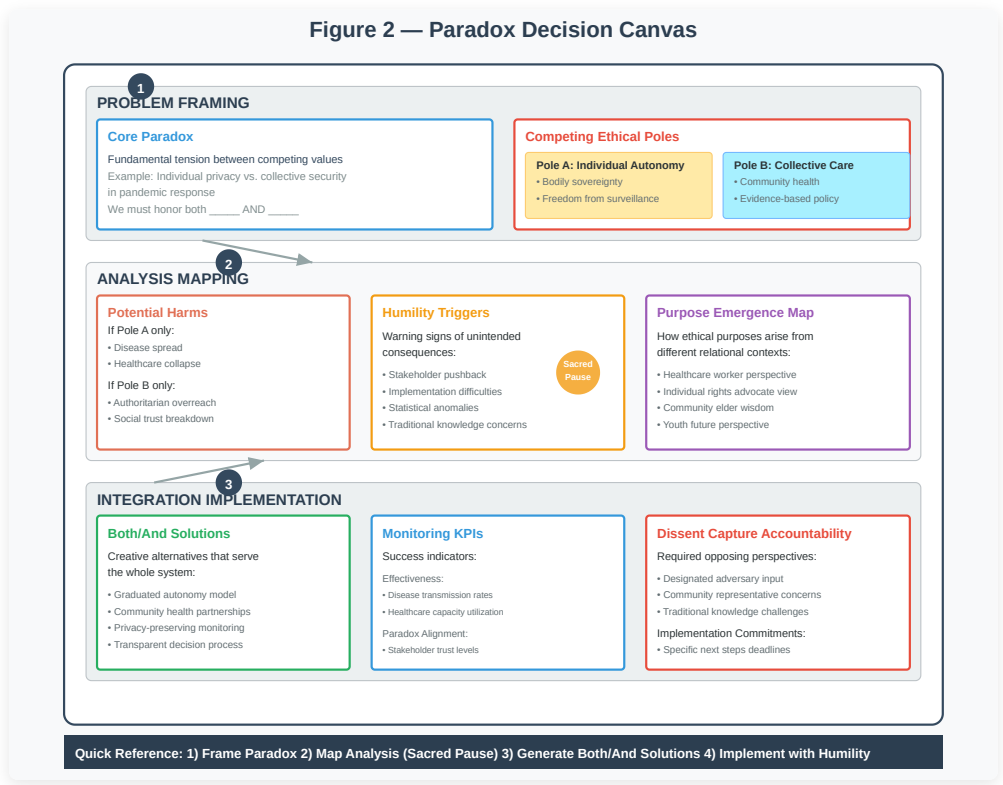 Figure 2 — Paradox Decision Canvas
1
PROBLEM FRAMING
Core Paradox
Fundamental tension between competing values
Example: Individual privacy vs. collective security
in pandemic response
We must honor both _____ AND _____
Competing Ethical Poles
Pole A: Individual Autonomy
• Bodily sovereignty
• Freedom from surveillance
Pole B: Collective Care
• Community health
• Evidence-based policy
2
ANALYSIS MAPPING
Potential Harms
If Pole A only:
• Disease spread
• Healthcare collapse
If Pole B only:
• Authoritarian overreach
• Social trust breakdown
Humility Triggers
Warning signs of unintended
consequences:
• Stakeholder pushback
• Implementation difficulties
• Statistical anomalies
• Traditional knowledge concerns
Sacred
Pause
Purpose Emergence Map
How ethical purposes arise from
different relational contexts:
• Healthcare worker perspective
• Individual rights advocate view
• Community elder wisdom
• Youth future perspective
3
INTEGRATION IMPLEMENTATION
Both/And Solutions
Creative alternatives that serve
the whole system:
• Graduated autonomy model
• Community health partnerships
• Privacy-preserving monitoring
• Transparent decision process
Monitoring KPIs
Success indicators:
Effectiveness:
• Disease transmission rates
• Healthcare capacity utilization
Paradox Alignment:
• Stakeholder trust levels
Dissent Capture Accountability
Required opposing perspectives:
• Designated adversary input
• Community representative concerns
• Traditional knowledge challenges
Implementation Commitments:
• Specific next steps deadlines
Quick Reference: 1) Frame Paradox 2) Map Analysis (Sacred Pause) 3) Generate Both/And Solutions 4) Implement with Humility